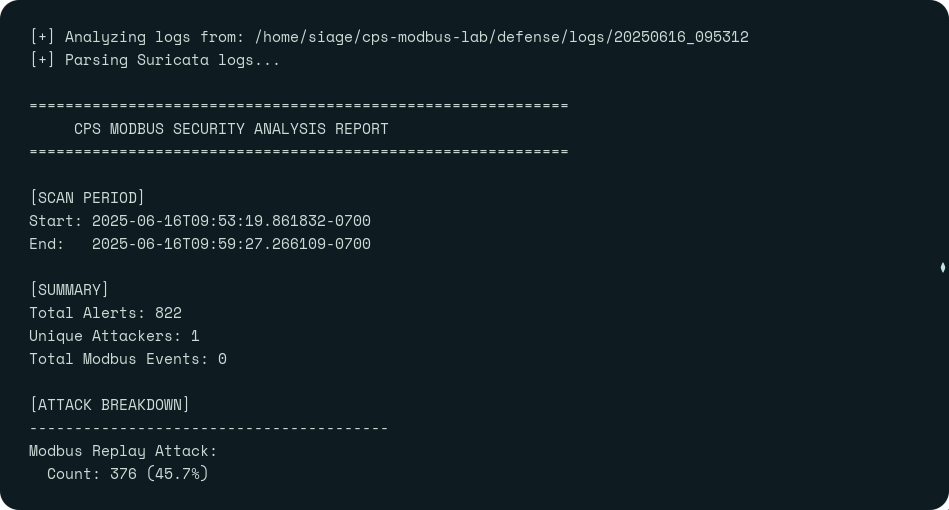 [+] Analyzing logs from: /home/siage/cps-modbus-lab/defense/logs/20250616_095312
[+] Parsing Suricata logs...
============================================================
     CPS MODBUS SECURITY ANALYSIS REPORT
============================================================
[SCAN PERIOD]
Start: 2025-06-16T09:53:19.861832-0700
End:   2025-06-16T09:59:27.266109-0700
[SUMMARY]
Total Alerts: 822
Unique Attackers: 1
Total Modbus Events: 0
[ATTACK BREAKDOWN]
----------------------------------------
Modbus Replay Attack:
  Count: 376 (45.7%)